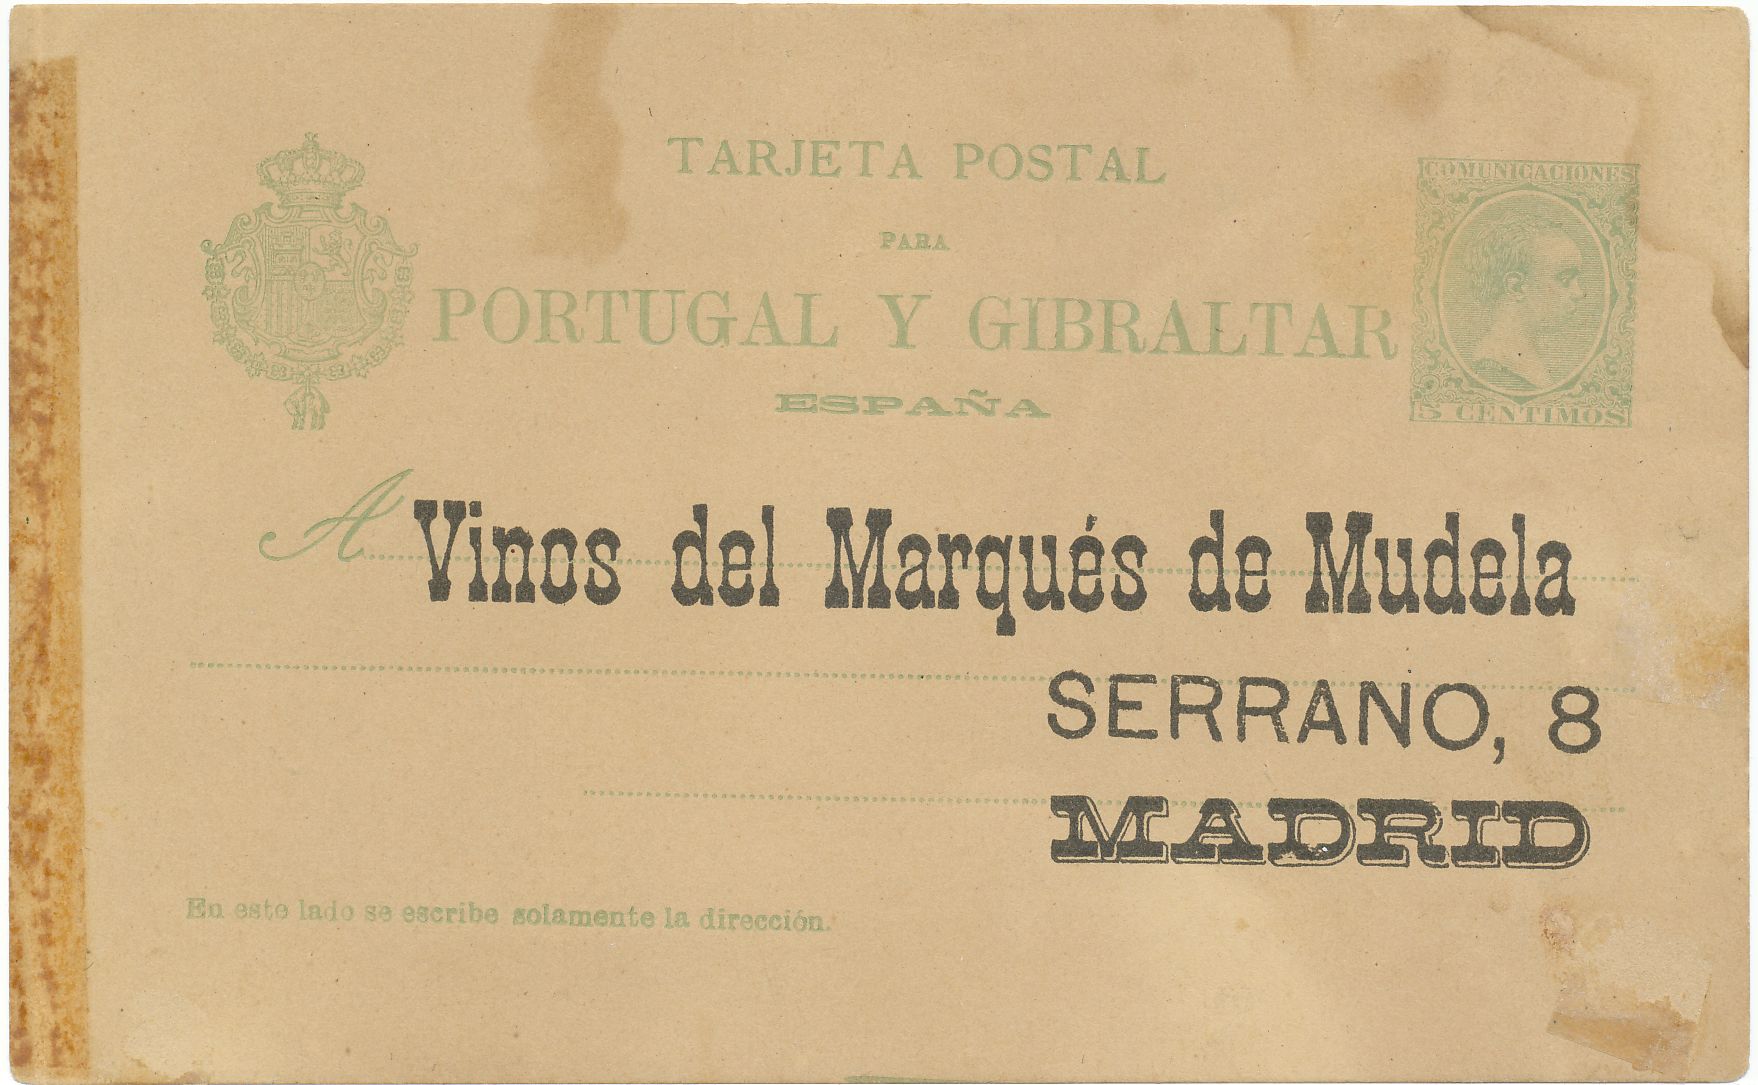 TARJETA POSTAL
PARA
PORTUGAL Y GIBRALTAR
ESPAÑA
COMUNICACIONES
5 CENTIMOS
A Vinos del Marqués de Mudela
SERRANO, 8
MADRID
En este lado se escribe solamente la dirección.